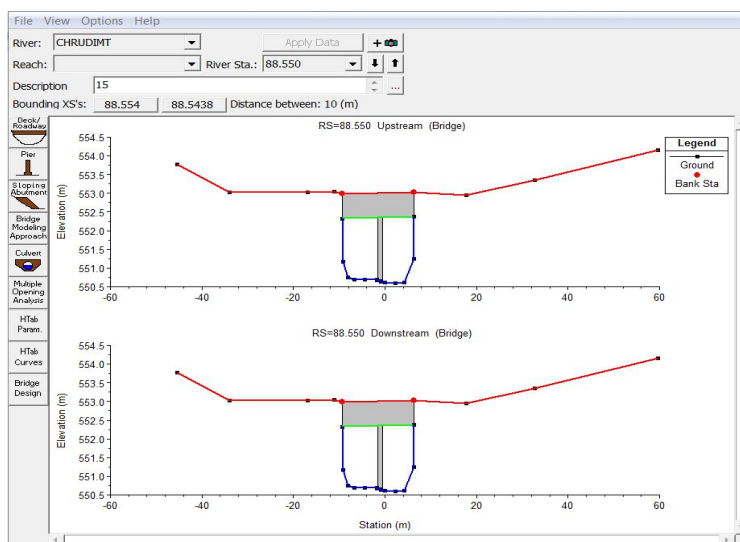 File View Options Help
River: CHRUDIMT Apply Data +
Reach: River Sta.: 88.550
Description 15 ...
Bounding XS's: 88.554 88.5438 Distance between: 10 (m)
Deck/
Roadway
Pier
Sloping
Abutment
Bridge
Modeling
Approach
Culvert
Multiple
Opening
Analysis
HTab
Param.
HTab
Curves
Bridge
Design
RS=88.550 Upstream (Bridge)
Elevation (m)
554.5
554.0
553.5
553.0
552.5
552.0
551.5
551.0
550.5
-60 -40 -20 0 20 40 60
Legend
Ground
Bank Sta
RS=88.550 Downstream (Bridge)
Elevation (m)
554.5
554.0
553.5
553.0
552.5
552.0
551.5
551.0
550.5
-60 -40 -20 0 20 40 60
Station (m)